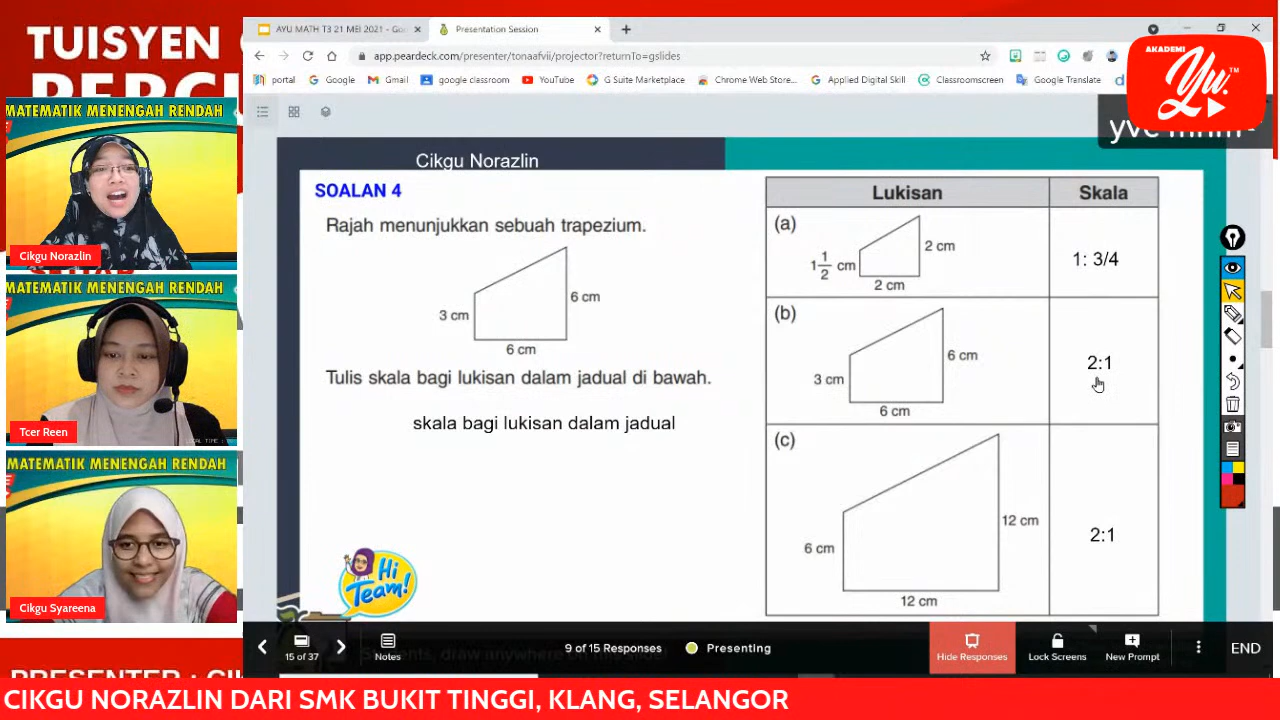 TUISYEN
MATEMATIK MENENGAH RENDAH
Cikgu Norazlin
MATEMATIK MENENGAH RENDAH
Tcer Reen
MATEMATIK MENENGAH RENDAH
Cikgu Syareena
AYU MATH T3 21 MEI 2021 - Go
Presentation Session
app.peardeck.com/presenter/tonaafvii/projector?returnTo=gslides
portal
Google
Gmail
google classroom
YouTube
G Suite Marketplace
Chrome Web Store...
Applied Digital Skill
Classroomscreen
Google Translate
AKADEMI
Yu.
TM
Cikgu Norazlin
SOALAN 4
Rajah menunjukkan sebuah trapezium.
3 cm
6 cm
6 cm
Tulis skala bagi lukisan dalam jadual di bawah.
skala bagi lukisan dalam jadual
Hi
Team!
Lukisan
Skala
(a)
1 1/2 cm
2 cm
2 cm
1: 3/4
(b)
3 cm
6 cm
6 cm
2:1
(c)
6 cm
12 cm
12 cm
2:1
15 of 37
Notes
9 of 15 Responses
Presenting
Hide Responses
Lock Screens
New Prompt
END
CIKGU NORAZLIN DARI SMK BUKIT TINGGI, KLANG, SELANGOR